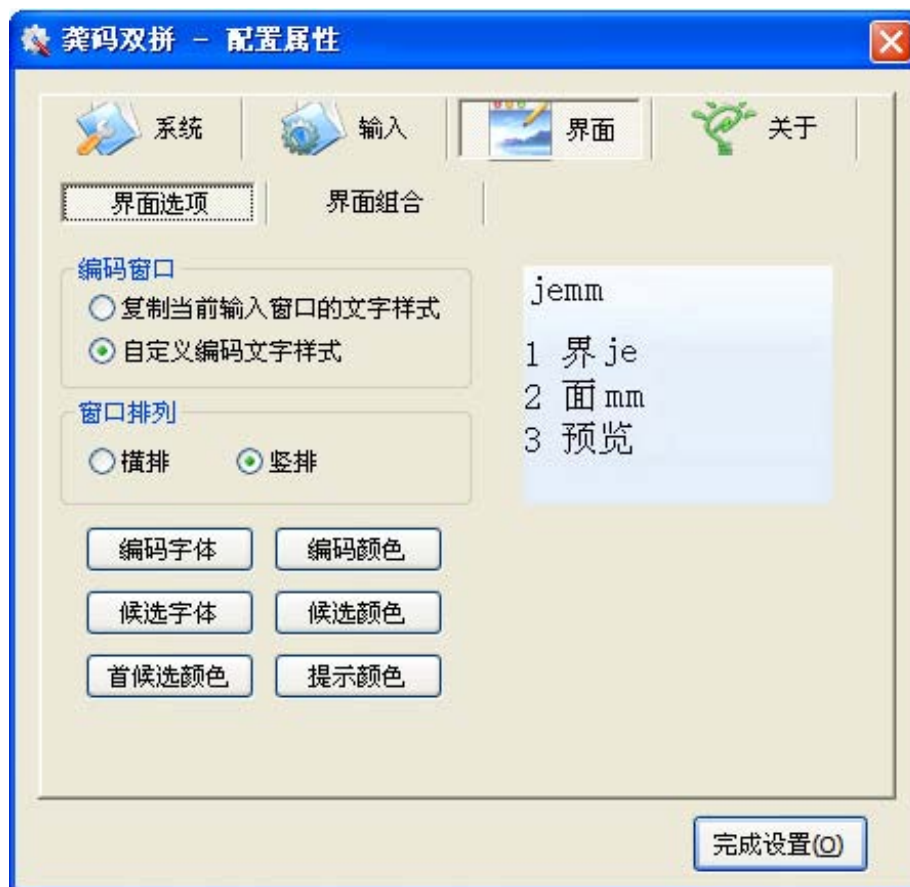 龚码双拼 - 配置属性
系统 输入 界面 关于
界面选项 界面组合
编码窗口
复制当前输入窗口的文字样式
自定义编码文字样式
窗口排列
横排 竖排
编码字体 编码颜色
候选字体 候选颜色
首候选颜色 提示颜色
jemm
1 界je
2 面mm
3 预览
完成设置(O)